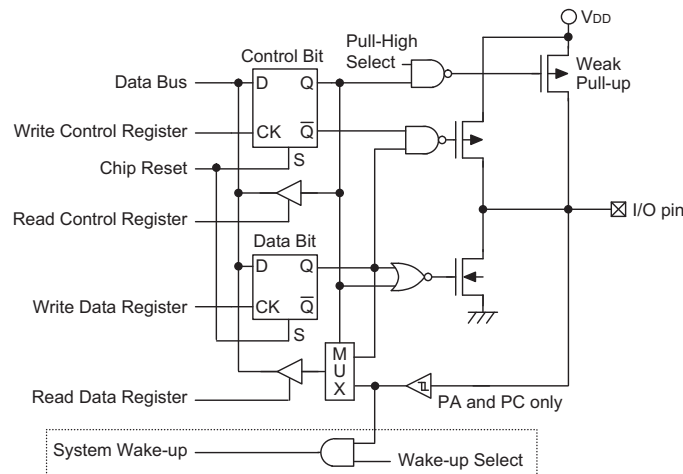 VDD
Control Bit
Pull-High
Select
Weak
Pull-up
Data Bus
D
Q
Write Control Register
CK
Q
S
Chip Reset
I/O pin
Read Control Register
Data Bit
D
Q
Write Data Register
CK
Q
S
M
U
X
Read Data Register
PA and PC only
System Wake-up
Wake-up Select